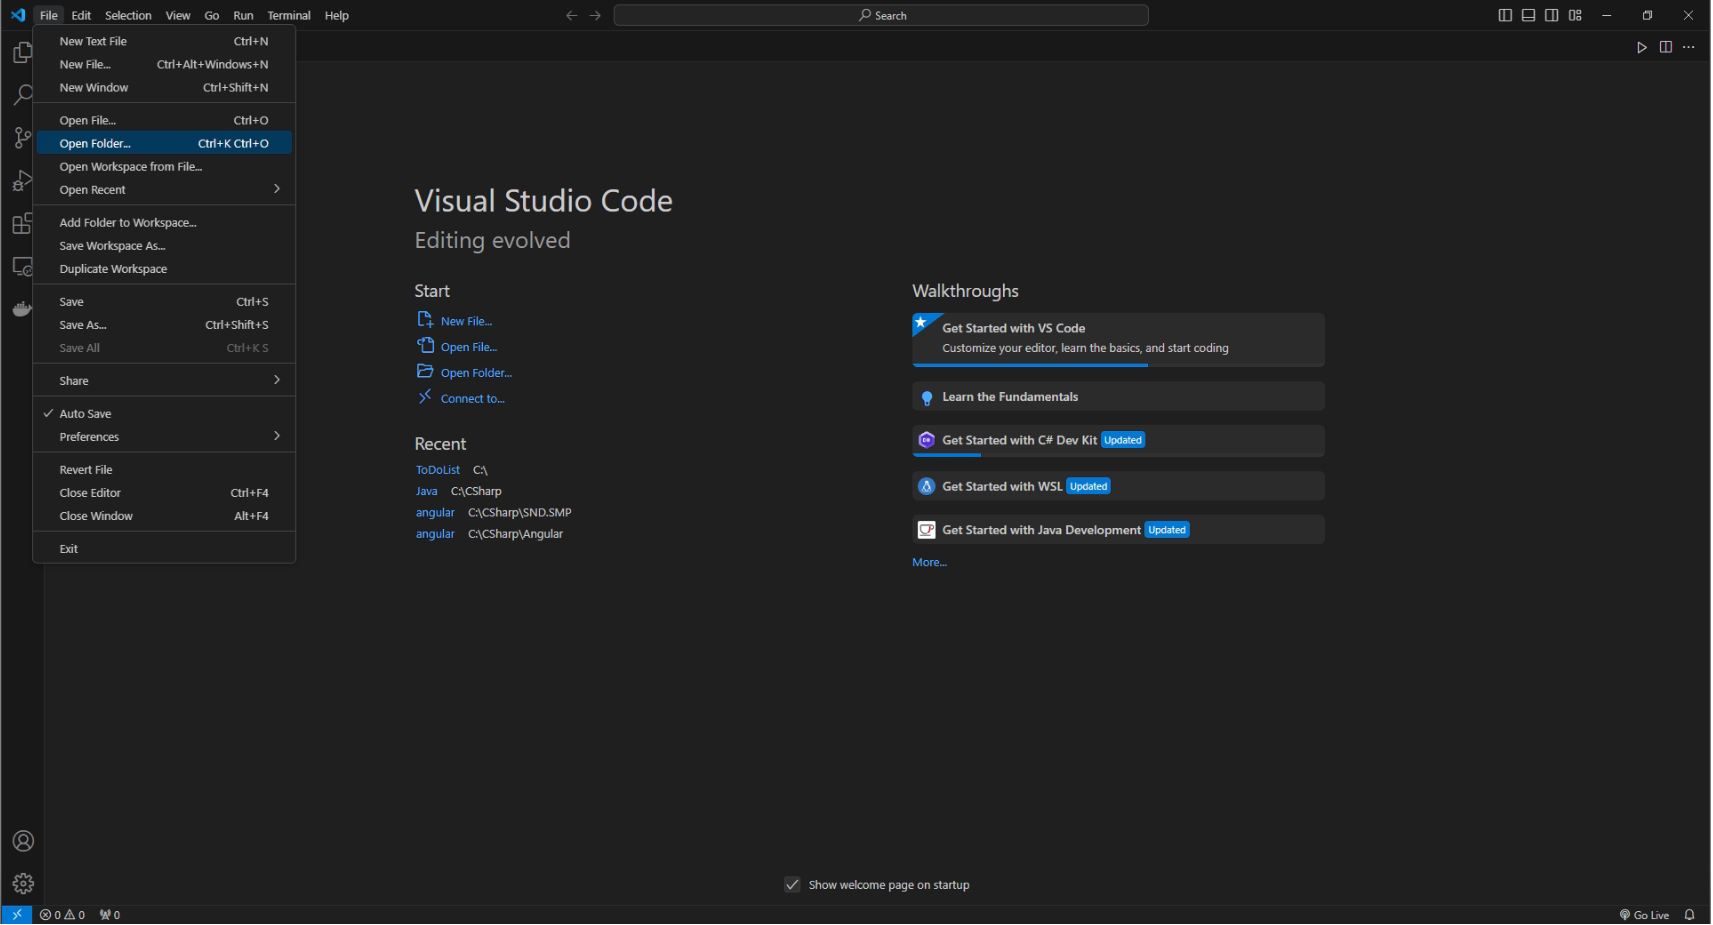 File Edit Selection View Go Run Terminal Help
Search
New Text File Ctrl+N
New File... Ctrl+Alt+Windows+N
New Window Ctrl+Shift+N
Open File... Ctrl+O
Open Folder... Ctrl+K Ctrl+O
Open Workspace from File...
Open Recent
Add Folder to Workspace...
Save Workspace As...
Duplicate Workspace
Save Ctrl+S
Save As... Ctrl+Shift+S
Save All Ctrl+K S
Share
Auto Save
Preferences
Revert File
Close Editor Ctrl+F4
Close Window Alt+F4
Exit
Visual Studio Code
Editing evolved
Start
New File...
Open File...
Open Folder...
Connect to...
Recent
ToDoList C:\
Java C:\CSharp
angular C:\CSharp\SND.SMP
angular C:\CSharp\Angular
Walkthroughs
Get Started with VS Code
Customize your editor, learn the basics, and start coding
Learn the Fundamentals
Get Started with C# Dev Kit Updated
Get Started with WSL Updated
Get Started with Java Development Updated
More...
Show welcome page on startup
0 0 0
Go Live